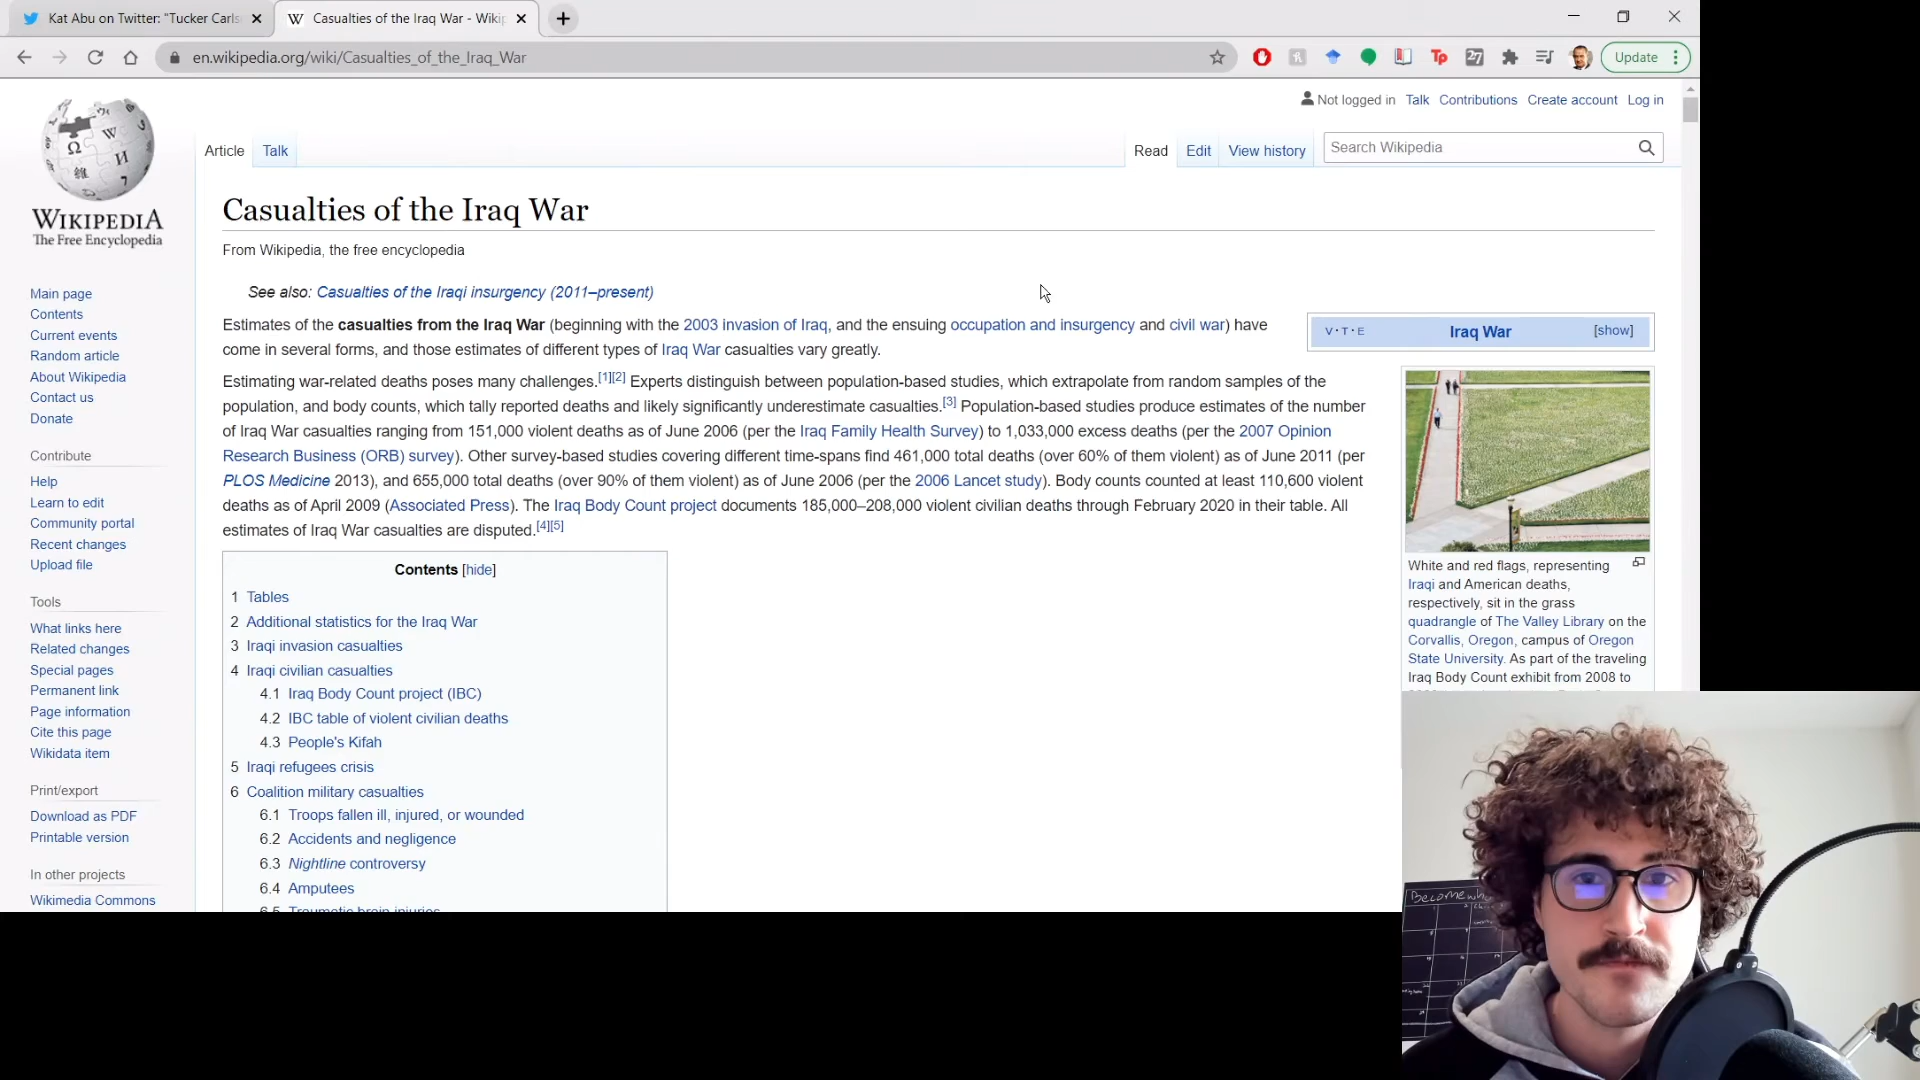 Kat Abu on Twitter: "Tucker Carls
Casualties of the Iraq War - Wiki
en.wikipedia.org/wiki/Casualties_of_the_Iraq_War
Tp
27
Update
Not logged in Talk Contributions Create account Log in
Article Talk
Read Edit View history
Search Wikipedia
WIKIPEDIA
The Free Encyclopedia
Main page
Contents
Current events
Random article
About Wikipedia
Contact us
Donate
Contribute
Help
Learn to edit
Community portal
Recent changes
Upload file
Tools
What links here
Related changes
Special pages
Permanent link
Page information
Cite this page
Wikidata item
Print/export
Download as PDF
Printable version
In other projects
Wikimedia Commons
Casualties of the Iraq War
From Wikipedia, the free encyclopedia
See also: Casualties of the Iraqi insurgency (2011–present)
Estimates of the casualties from the Iraq War (beginning with the 2003 invasion of Iraq, and the ensuing occupation and insurgency and civil war) have
come in several forms, and those estimates of different types of Iraq War casualties vary greatly.
Estimating war-related deaths poses many challenges.[1][2] Experts distinguish between population-based studies, which extrapolate from random samples of the
population, and body counts, which tally reported deaths and likely significantly underestimate casualties.[3] Population-based studies produce estimates of the number
of Iraq War casualties ranging from 151,000 violent deaths as of June 2006 (per the Iraq Family Health Survey) to 1,033,000 excess deaths (per the 2007 Opinion
Research Business (ORB) survey). Other survey-based studies covering different time-spans find 461,000 total deaths (over 60% of them violent) as of June 2011 (per
PLOS Medicine 2013), and 655,000 total deaths (over 90% of them violent) as of June 2006 (per the 2006 Lancet study). Body counts counted at least 110,600 violent
deaths as of April 2009 (Associated Press). The Iraq Body Count project documents 185,000–208,000 violent civilian deaths through February 2020 in their table. All
estimates of Iraq War casualties are disputed.[4][5]
Contents [hide]
1 Tables
2 Additional statistics for the Iraq War
3 Iraqi invasion casualties
4 Iraqi civilian casualties
4.1 Iraq Body Count project (IBC)
4.2 IBC table of violent civilian deaths
4.3 People's Kifah
5 Iraqi refugees crisis
6 Coalition military casualties
6.1 Troops fallen ill, injured, or wounded
6.2 Accidents and negligence
6.3 Nightline controversy
6.4 Amputees
6.5 Traumatic brain injuries
V·T·E Iraq War [show]
White and red flags, representing
Iraqi and American deaths,
respectively, sit in the grass
quadrangle of The Valley Library on the
Corvallis, Oregon, campus of Oregon
State University. As part of the traveling
Iraq Body Count exhibit from 2008 to
Become